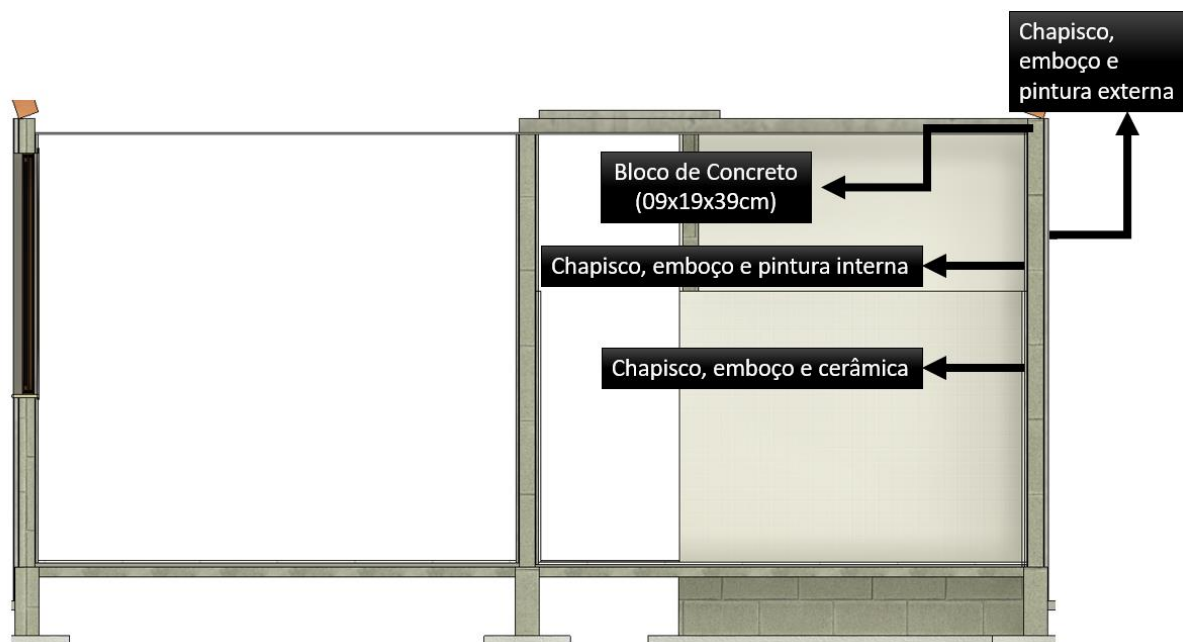 Chapisco,
emboço e
pintura externa
Bloco de Concreto
(09x19x39cm)
Chapisco, emboço e pintura interna
Chapisco, emboço e cerâmica